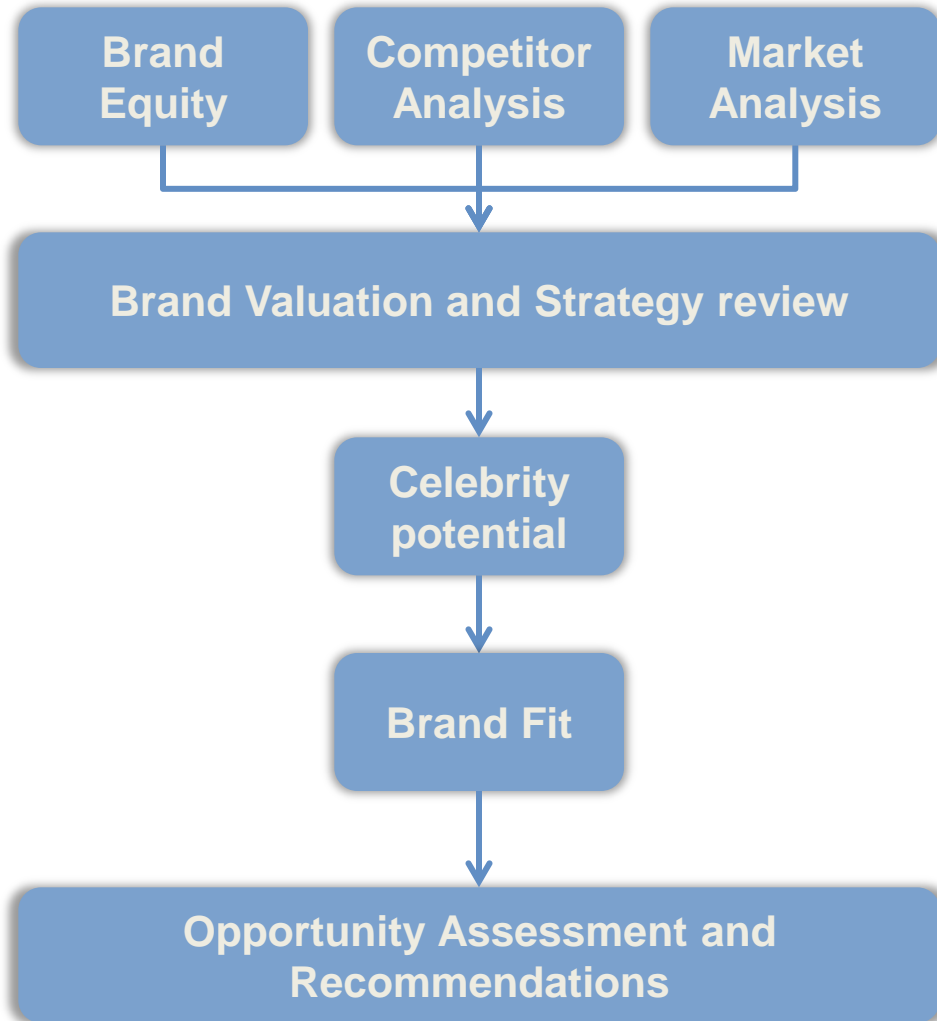 Brand
Equity
Competitor
Analysis
Market
Analysis
Brand Valuation and Strategy review
Celebrity
potential
Brand Fit
Opportunity Assessment and
Recommendations